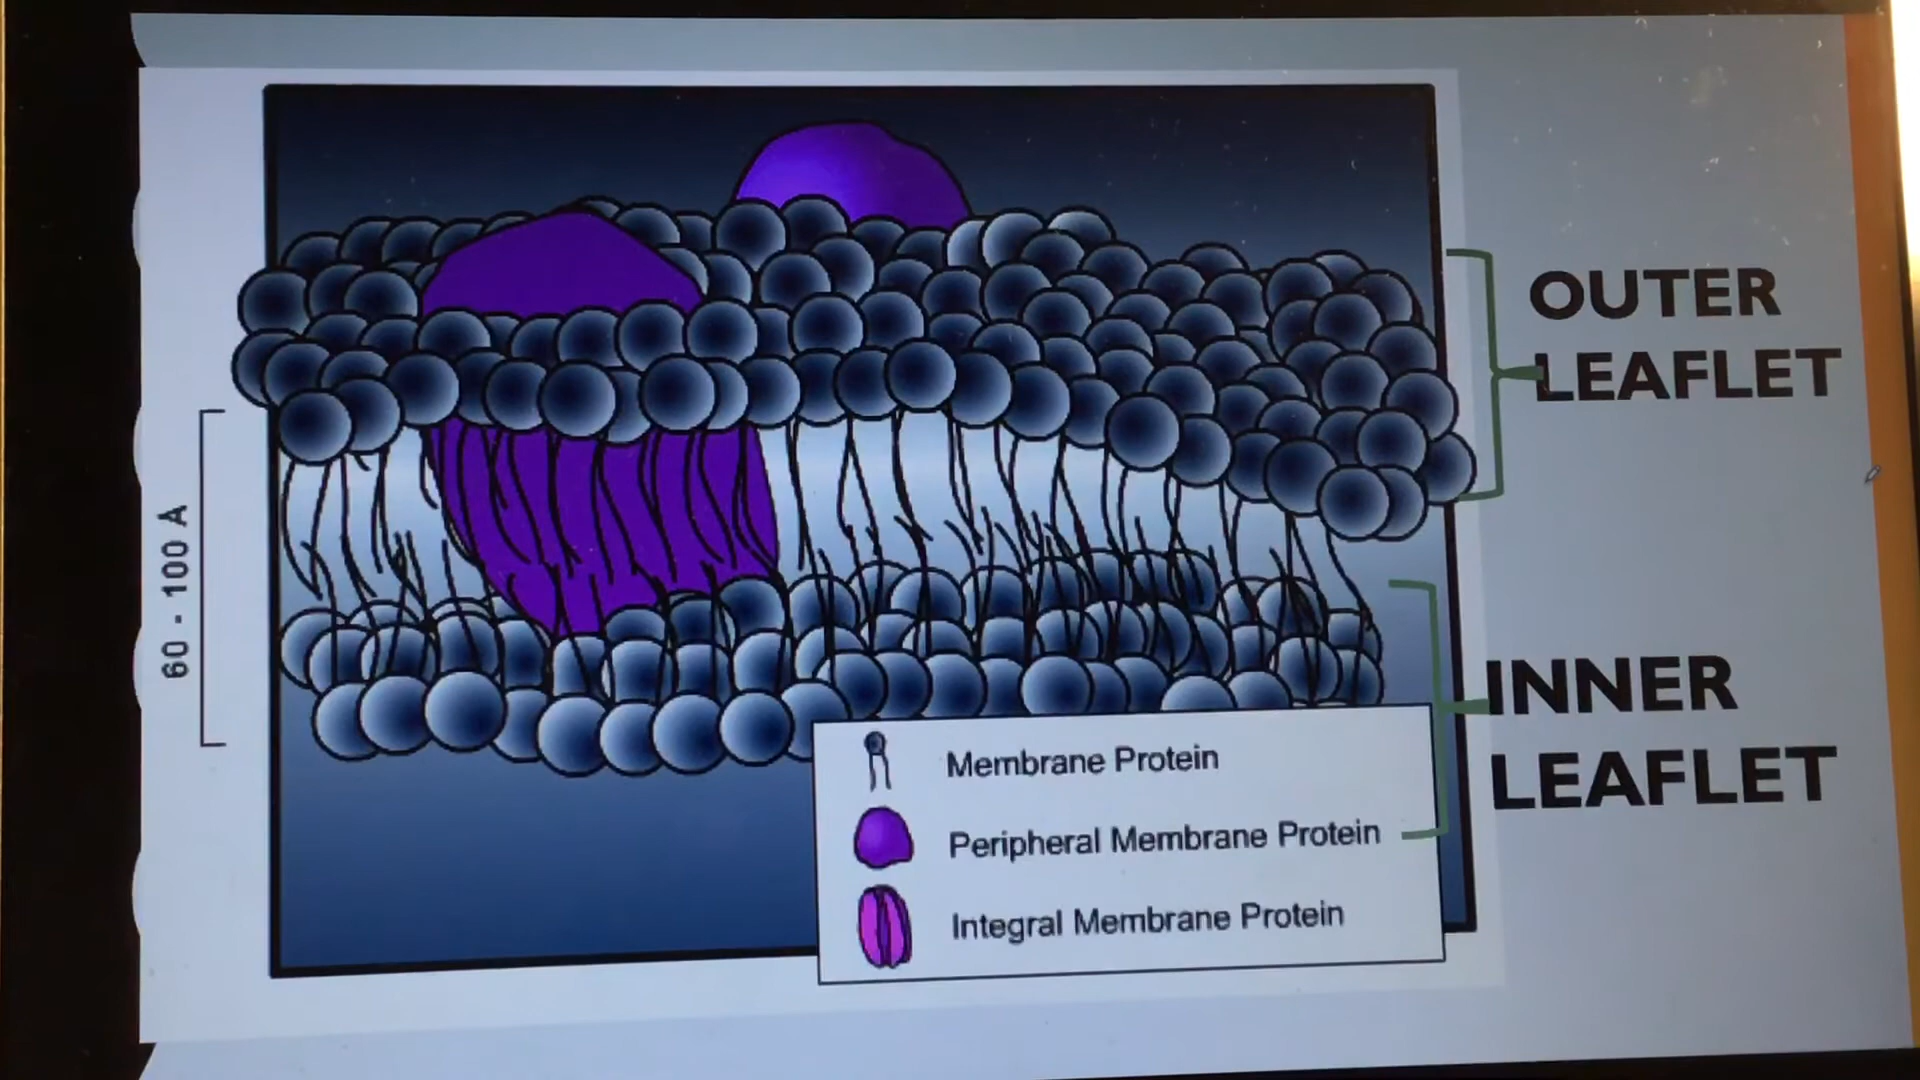 OUTER
LEAFLET
60 - 100 Å
INNER
LEAFLET
Membrane Protein
Peripheral Membrane Protein
Integral Membrane Protein